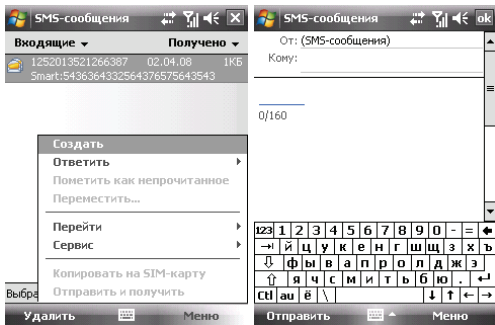 SMS-сообщения
Входящие Получено
1252013521266387 02.04.08 1КБ
Smart:5436364332564376575643543
Создать
Ответить
Пометить как непрочитанное
Переместить...
Перейти
Сервис
Копировать на SIM-карту
Отправить и получить
Выбра
Удалить Меню
SMS-сообщения ok
От: (SMS-сообщения)
Кому:
0/160
123 1 2 3 4 5 6 7 8 9 0 - =
й ц у к е н г ш щ з х ъ
ф ы в а п р о л д ж э
я ч с м и т ь б ю .
Ctl au ё \
Отправить Меню